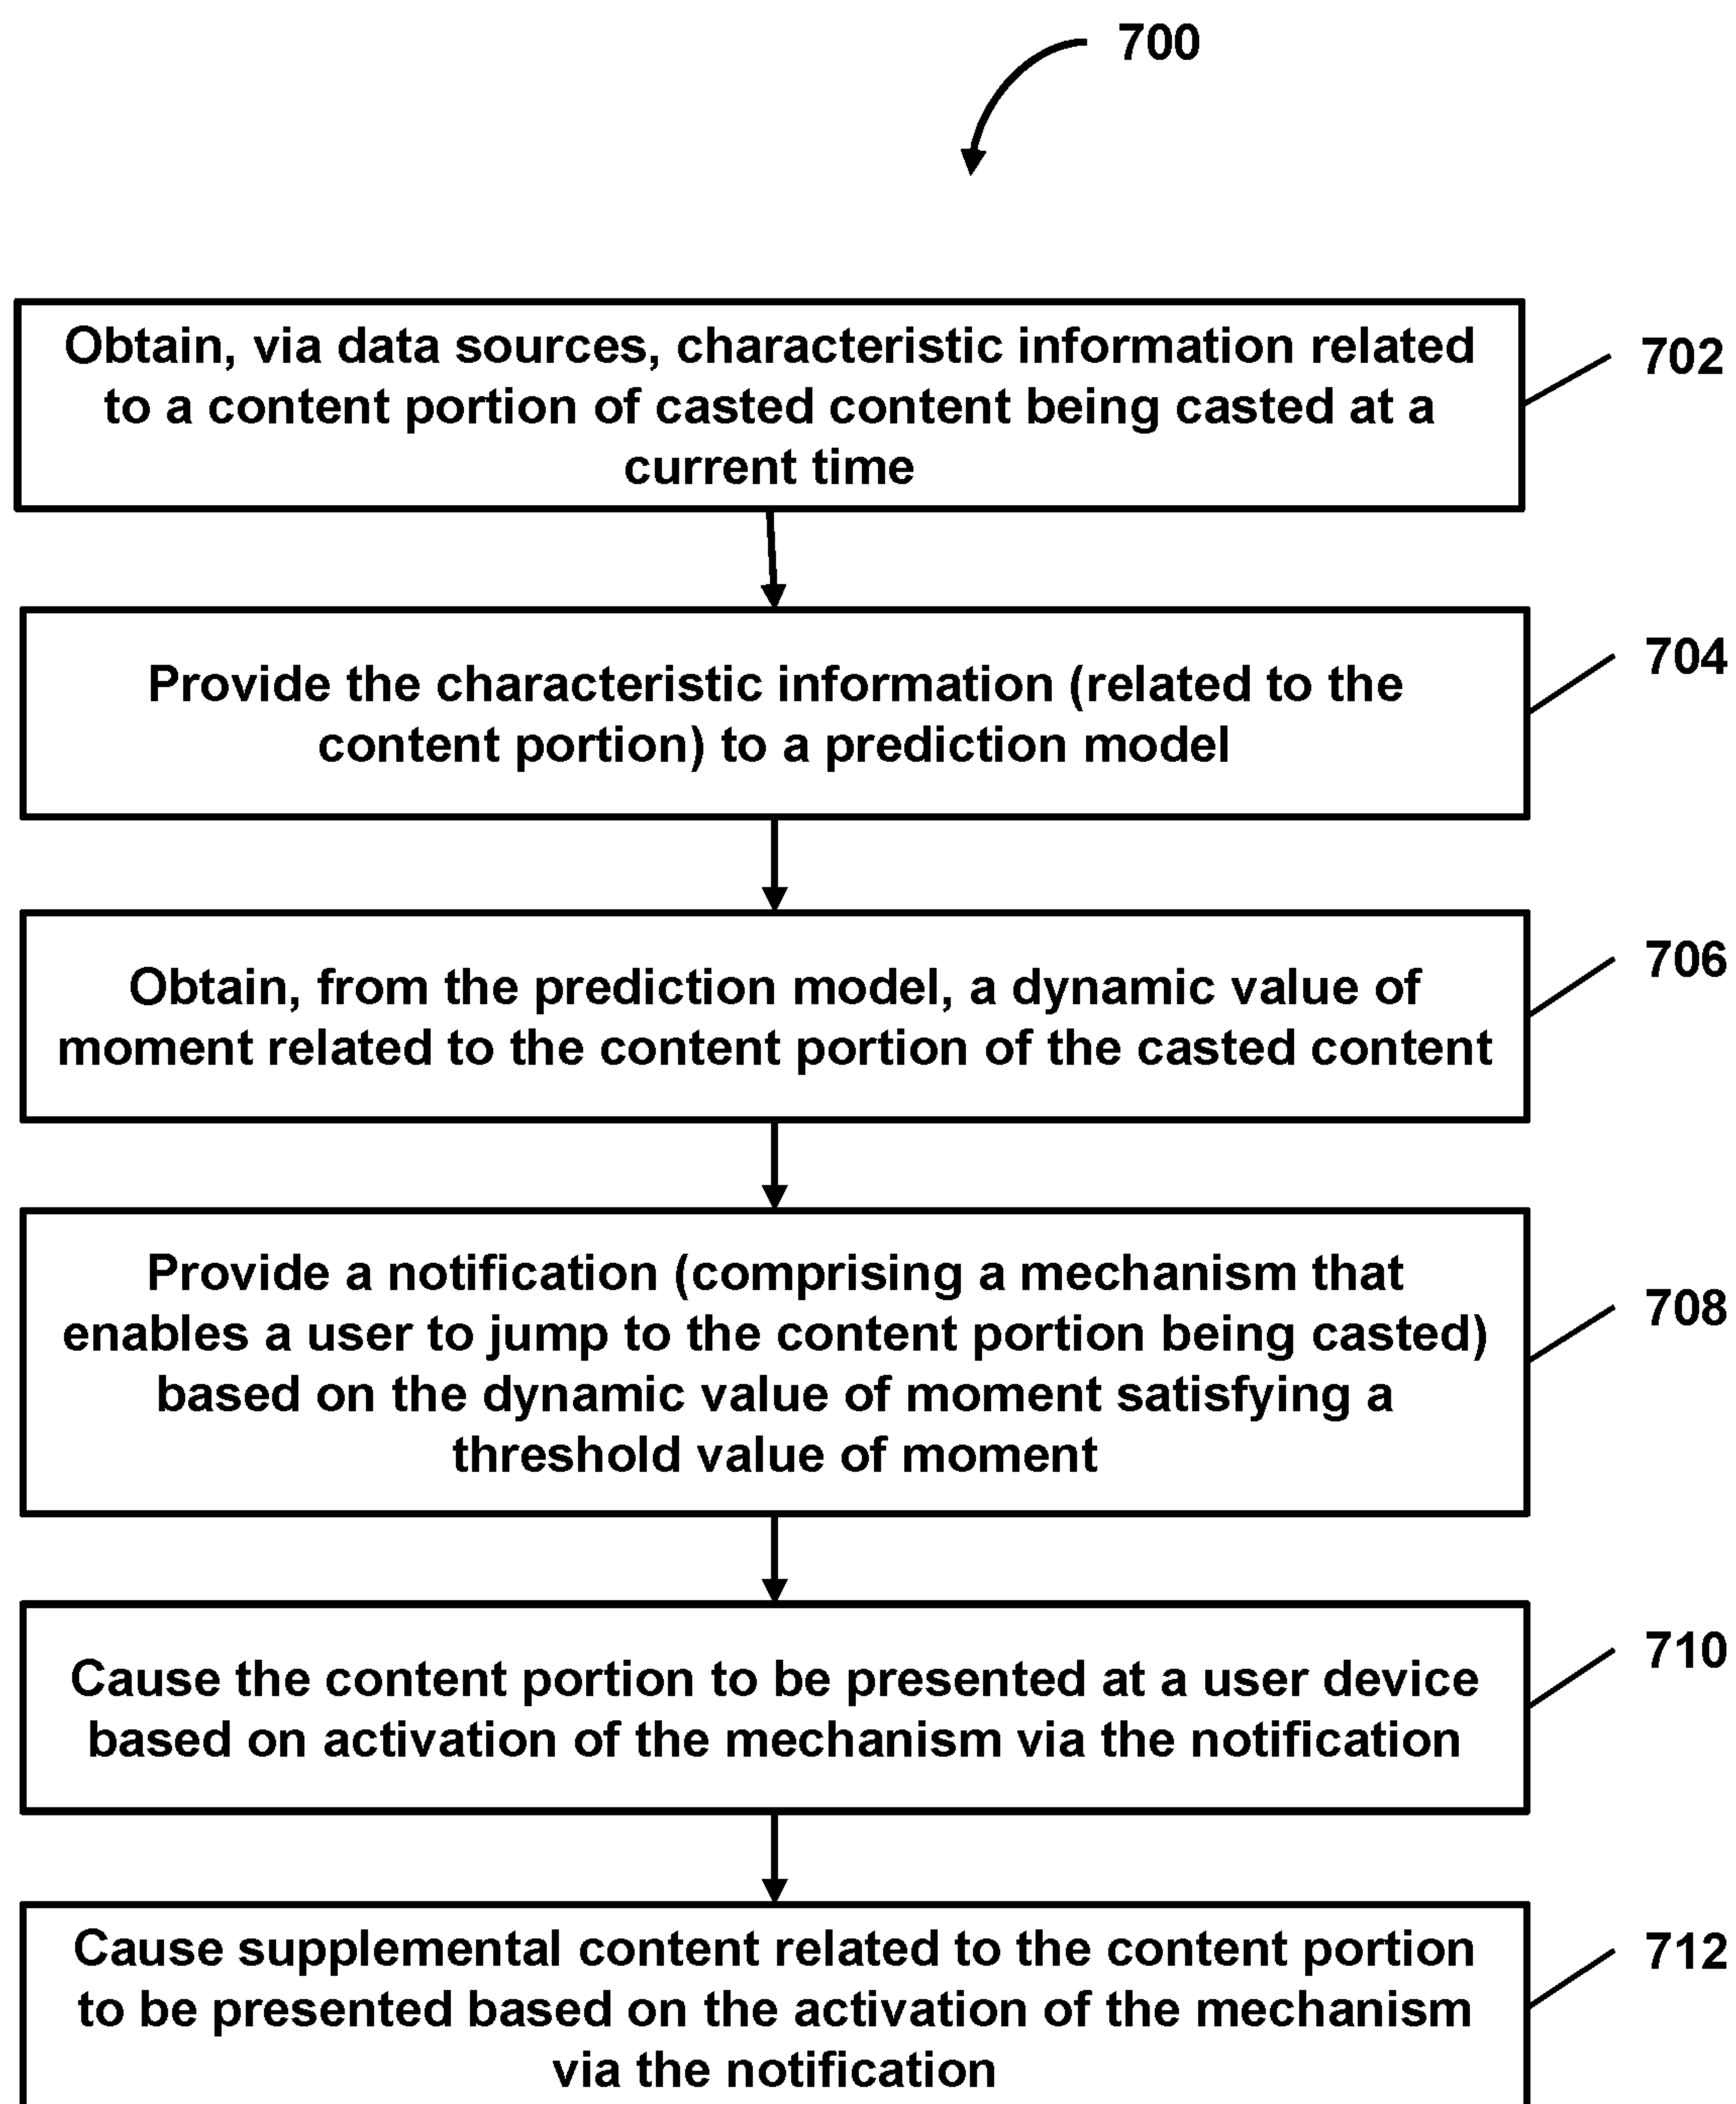 700
Obtain, via data sources, characteristic information related
to a content portion of casted content being casted at a
current time
702
Provide the characteristic information (related to the
content portion) to a prediction model
704
Obtain, from the prediction model, a dynamic value of
moment related to the content portion of the casted content
706
Provide a notification (comprising a mechanism that
enables a user to jump to the content portion being casted)
based on the dynamic value of moment satisfying a
threshold value of moment
708
Cause the content portion to be presented at a user device
based on activation of the mechanism via the notification
710
Cause supplemental content related to the content portion
to be presented based on the activation of the mechanism
via the notification
712